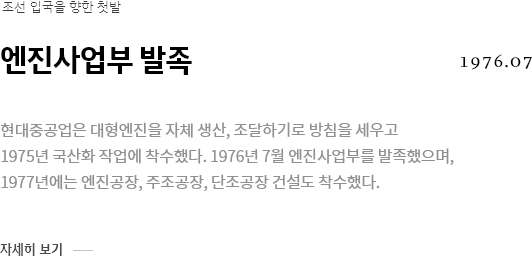 조선 입국을 향한 첫발
엔진사업부 발족
1976.07
현대중공업은 대형엔진을 자체 생산, 조달하기로 방침을 세우고
1975년 국산화 작업에 착수했다. 1976년 7월 엔진사업부를 발족했으며,
1977년에는 엔진공장, 주조공장, 단조공장 건설도 착수했다.
자세히 보기